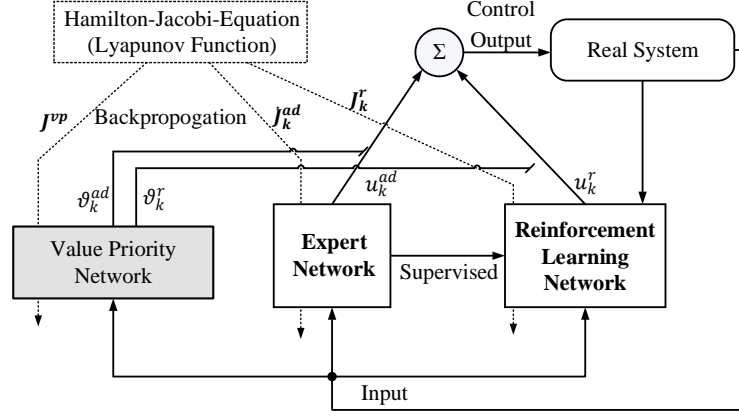 Hamilton-Jacobi-Equation
(Lyapunov Function)
Control
Output
Σ
Real System
J^vp
Backpropogation
J_k^ad
J_k^r
ϑ_k^ad
ϑ_k^r
u_k^ad
u_k^r
Value Priority
Network
Expert
Network
Supervised
Reinforcement
Learning
Network
Input